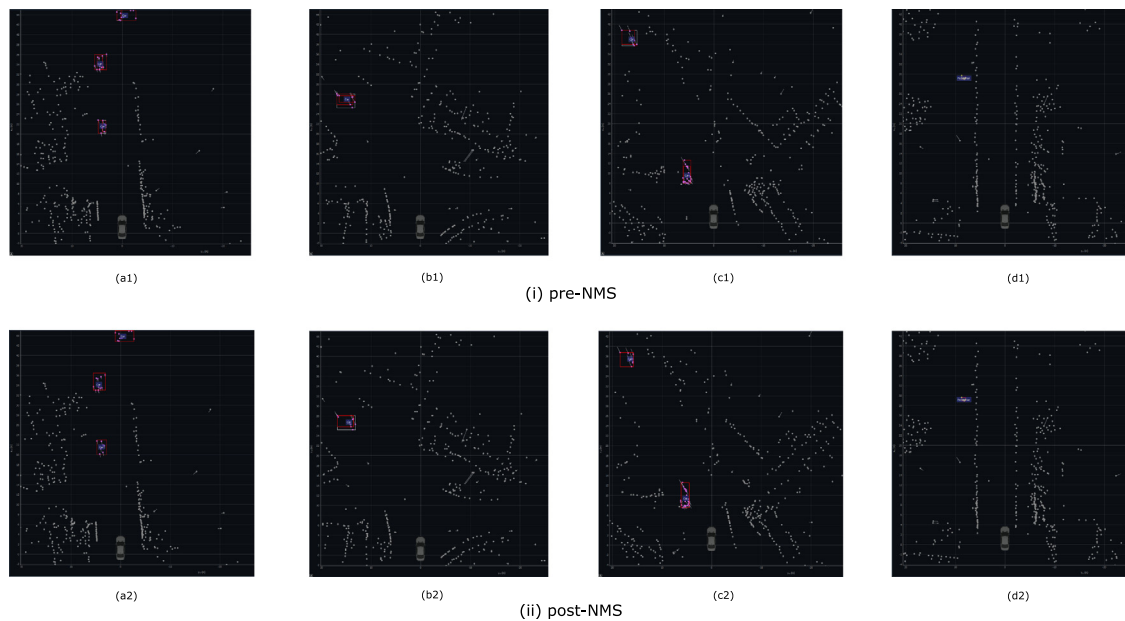 (a1) (b1) (c1) (d1)
(i) pre-NMS
(a2) (b2) (c2) (d2)
(ii) post-NMS